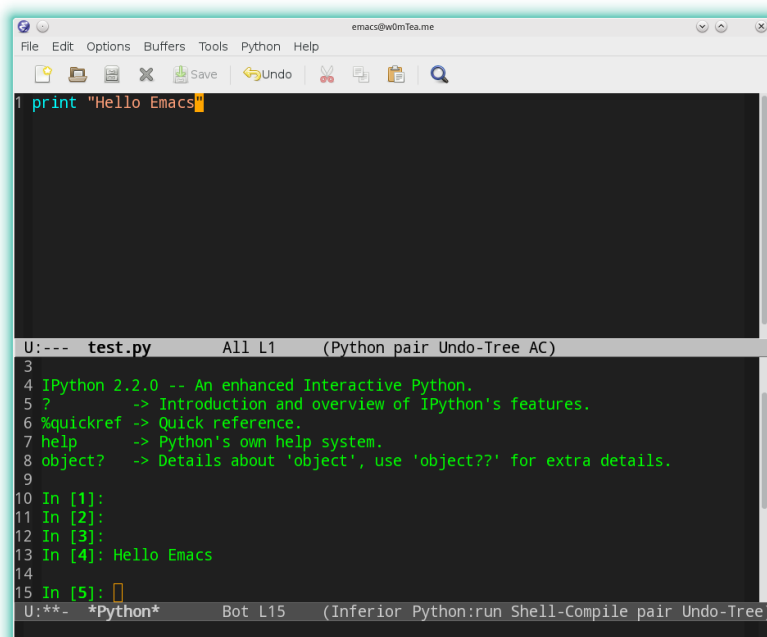 emacs@w0mTea.me
File Edit Options Buffers Tools Python Help
Save Undo
1 print "Hello Emacs"
U:--- test.py All L1 (Python pair Undo-Tree AC)
3
4 IPython 2.2.0 -- An enhanced Interactive Python.
5 ? -> Introduction and overview of IPython's features.
6 %quickref -> Quick reference.
7 help -> Python's own help system.
8 object? -> Details about 'object', use 'object??' for extra details.
9
10 In [1]:
11 In [2]:
12 In [3]:
13 In [4]: Hello Emacs
14
15 In [5]:
U:**- *Python* Bot L15 (Inferior Python:run Shell-Compile pair Undo-Tree